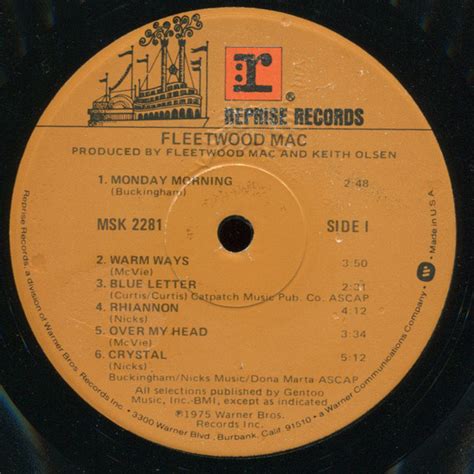 r
®
REPRISE RECORDS
FLEETWOOD MAC
PRODUCED BY FLEETWOOD MAC AND KEITH OLSEN
1. MONDAY MORNING 2:48
(Buckingham)
MSK 2281 SIDE I
2. WARM WAYS 3:50
(McVie)
3. BLUE LETTER 2:31
(Curtis/Curtis) Gatpatch Music Pub. Co. ASCAP
4. RHIANNON 4:12
(Nicks)
5. OVER MY HEAD 3:34
(McVie)
6. CRYSTAL 5:12
(Nicks)
Buckingham/Nicks Music/Dona Marta ASCAP
All selections published by Gentoo
Music Inc.-BMI, except as indicated
℗1975 Warner Bros.
Records Inc.
Reprise Records, a division of Warner Bros. Records Inc. • 3300 Warner Blvd., Burbank, Cal. 91510 • a Warner Communications Company • Made in U.S.A.